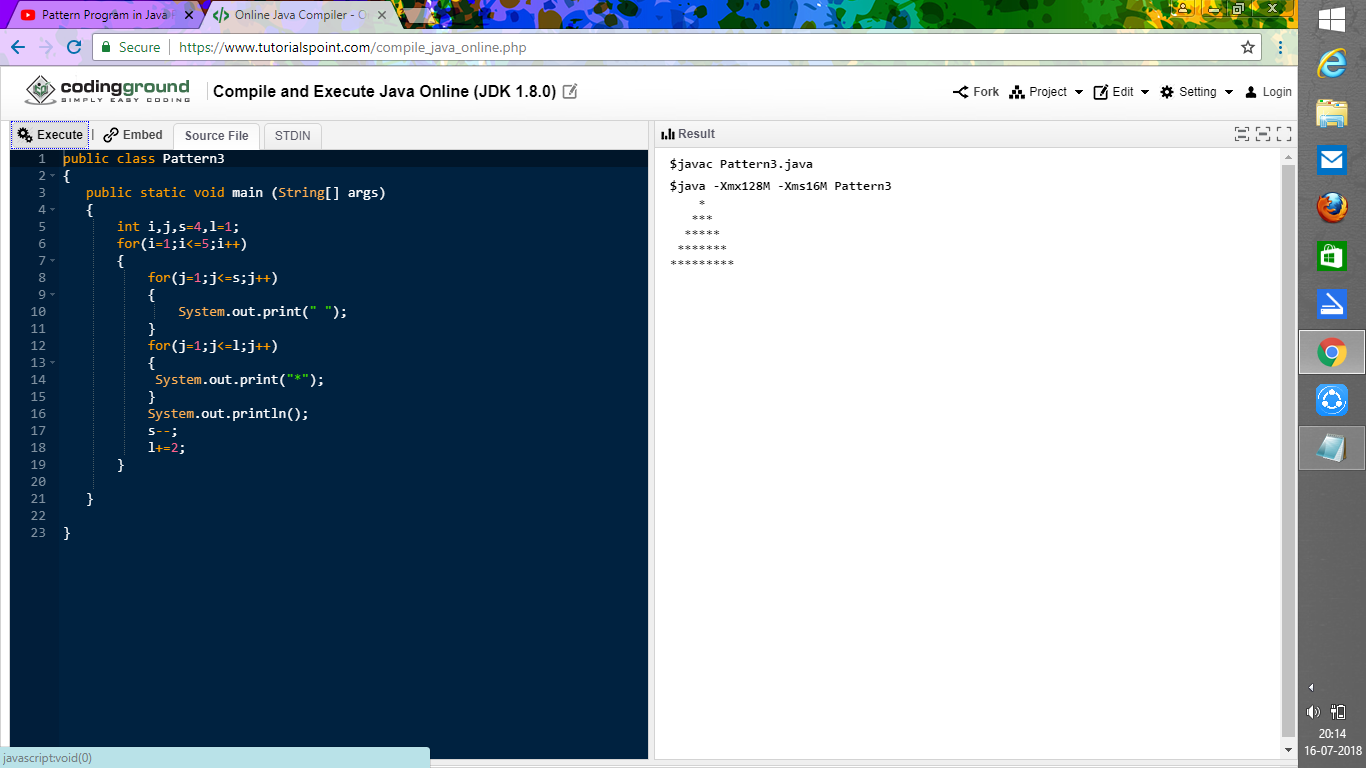 Pattern Program in Java
Online Java Compiler -
Secure
https://www.tutorialspoint.com/compile_java_online.php
codingground
SIMPLY EASY CODING
Compile and Execute Java Online (JDK 1.8.0)
Fork
Project
Edit
Setting
Login
Execute | Embed
Source File
STDIN
Result
1 public class Pattern3
2 {
3    public static void main (String[] args)
4    {
5        int i,j,s=4,l=1;
6        for(i=1;i<=5;i++)
7        {
8            for(j=1;j<=s;j++)
9            {
10                System.out.print(" ");
11            }
12            for(j=1;j<=l;j++)
13            {
14             System.out.print("*");
15            }
16            System.out.println();
17            s--;
18            l+=2;
19        }
20
21    }
22
23 }
$javac Pattern3.java
$java -Xmx128M -Xms16M Pattern3
    *
   ***
  *****
 *******
*********
javascript:void(0)
20:14
16-07-2018